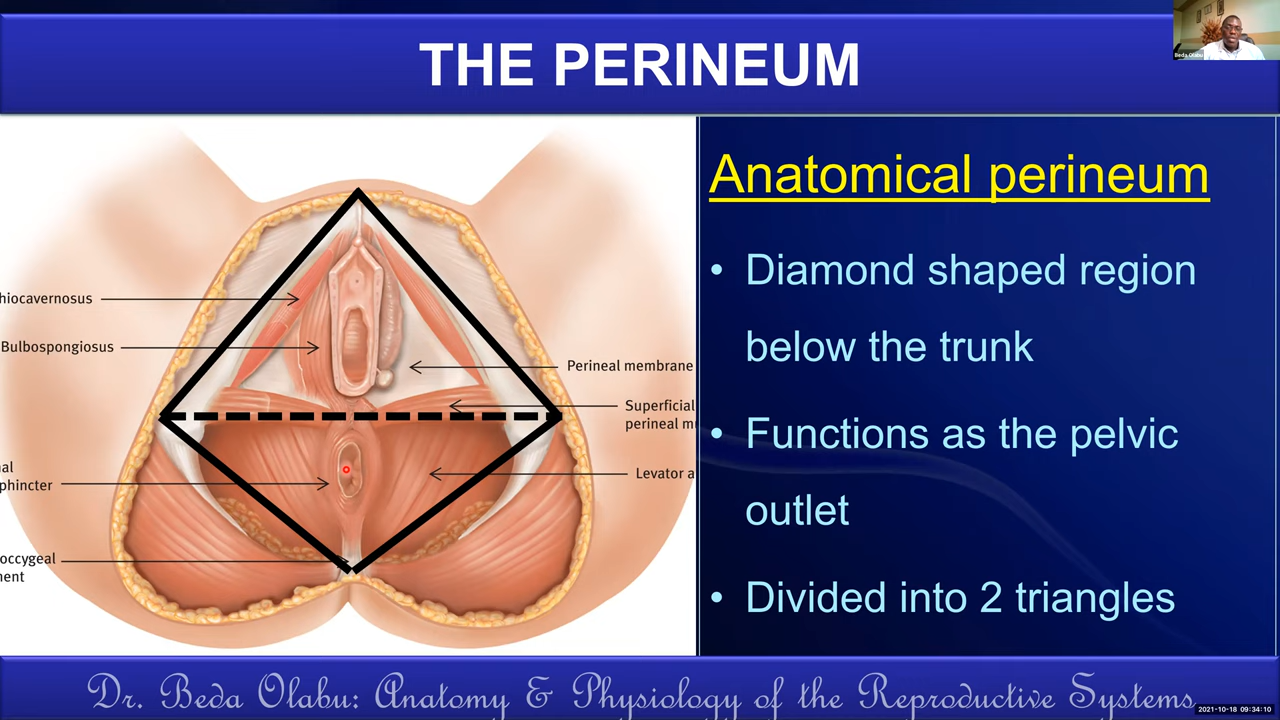 Beda Olabu
THE PERINEUM
hiocavernosus
Bulbospongiosus
Perineal membrane
Superficial
perineal m
Levator a
al
phincter
occygeal
ment
Anatomical perineum
• Diamond shaped region
below the trunk
• Functions as the pelvic
outlet
• Divided into 2 triangles
Dr. Beda Olabu: Anatomy & Physiology of the Reproductive Systems
2021-10-18 09:34:10